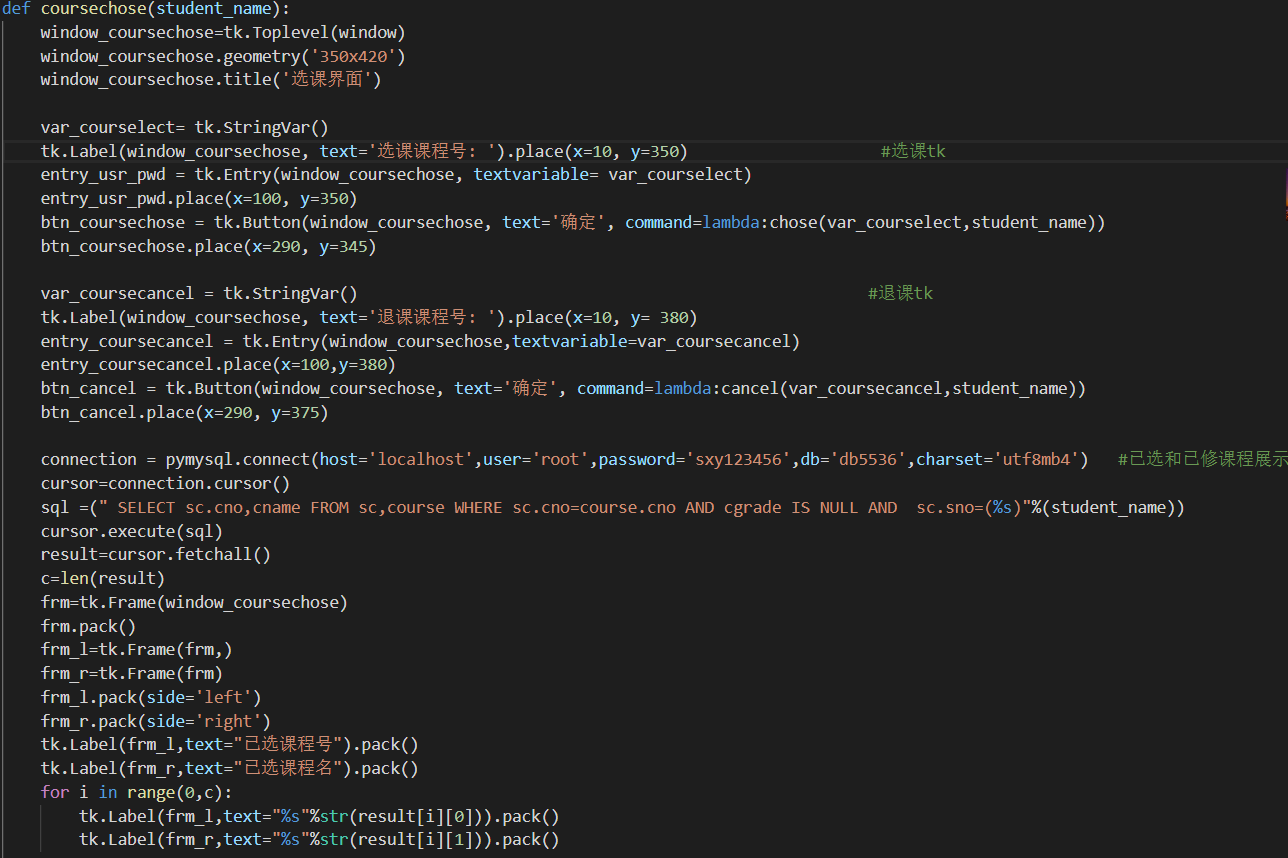 def coursechose(student_name):
    window_coursechose=tk.Toplevel(window)
    window_coursechose.geometry('350x420')
    window_coursechose.title('选课界面')

    var_courselect= tk.StringVar()
    tk.Label(window_coursechose, text='选课课程号: ').place(x=10, y=350)                    #选课tk
    entry_usr_pwd = tk.Entry(window_coursechose, textvariable= var_courselect)
    entry_usr_pwd.place(x=100, y=350)
    btn_coursechose = tk.Button(window_coursechose, text='确定', command=lambda:chose(var_courselect,student_name))
    btn_coursechose.place(x=290, y=345)

    var_coursecancel = tk.StringVar()                                                     #退课tk
    tk.Label(window_coursechose, text='退课课程号: ').place(x=10, y= 380)
    entry_coursecancel = tk.Entry(window_coursechose,textvariable=var_coursecancel)
    entry_coursecancel.place(x=100,y=380)
    btn_cancel = tk.Button(window_coursechose, text='确定', command=lambda:cancel(var_coursecancel,student_name))
    btn_cancel.place(x=290, y=375)

    connection = pymysql.connect(host='localhost',user='root',password='sxy123456',db='db5536',charset='utf8mb4')   #已选和已修课程展示
    cursor=connection.cursor()
    sql =(" SELECT sc.cno,cname FROM sc,course WHERE sc.cno=course.cno AND cgrade IS NULL AND  sc.sno=(%s)"%(student_name))
    cursor.execute(sql)
    result=cursor.fetchall()
    c=len(result)
    frm=tk.Frame(window_coursechose)
    frm.pack()
    frm_l=tk.Frame(frm,)
    frm_r=tk.Frame(frm)
    frm_l.pack(side='left')
    frm_r.pack(side='right')
    tk.Label(frm_l,text="已选课程号").pack()
    tk.Label(frm_r,text="已选课程名").pack()
    for i in range(0,c):
        tk.Label(frm_l,text="%s"%str(result[i][0])).pack()
        tk.Label(frm_r,text="%s"%str(result[i][1])).pack()